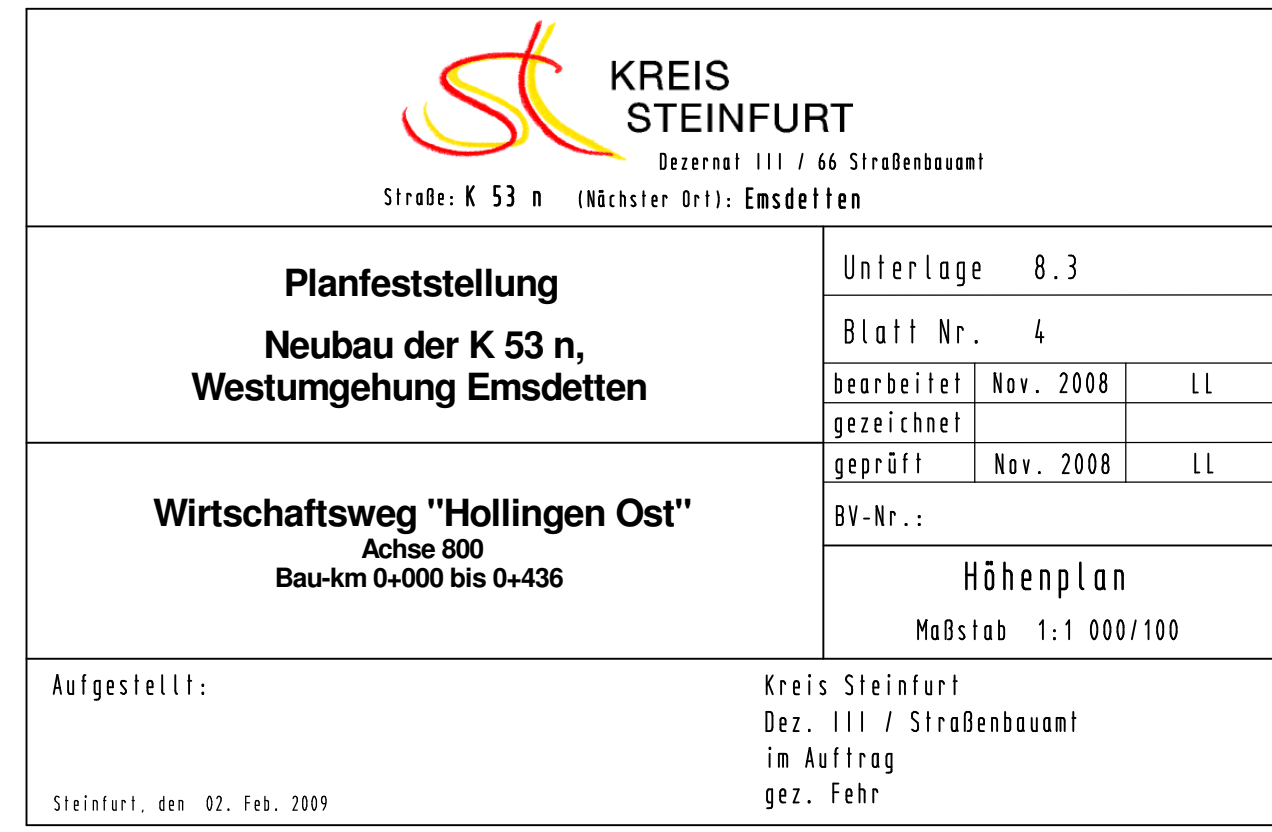 KREIS
STEINFURT
Dezernat III / 66 Straßenbauamt
Straße: K 53 n (Nächster Ort): Emsdetten
Planfeststellung
Neubau der K 53 n,
Westumgehung Emsdetten
Unterlage 8.3
Blatt Nr. 4
bearbeitet Nov. 2008 LL
gezeichnet
geprüft Nov. 2008 LL
BV-Nr.:
Wirtschaftsweg "Hollingen Ost"
Achse 800
Bau-km 0+000 bis 0+436
Höhenplan
Maßstab 1:1 000/100
Aufgestellt:
Steinfurt, den 02. Feb. 2009
Kreis Steinfurt
Dez. III / Straßenbauamt
im Auftrag
gez. Fehr